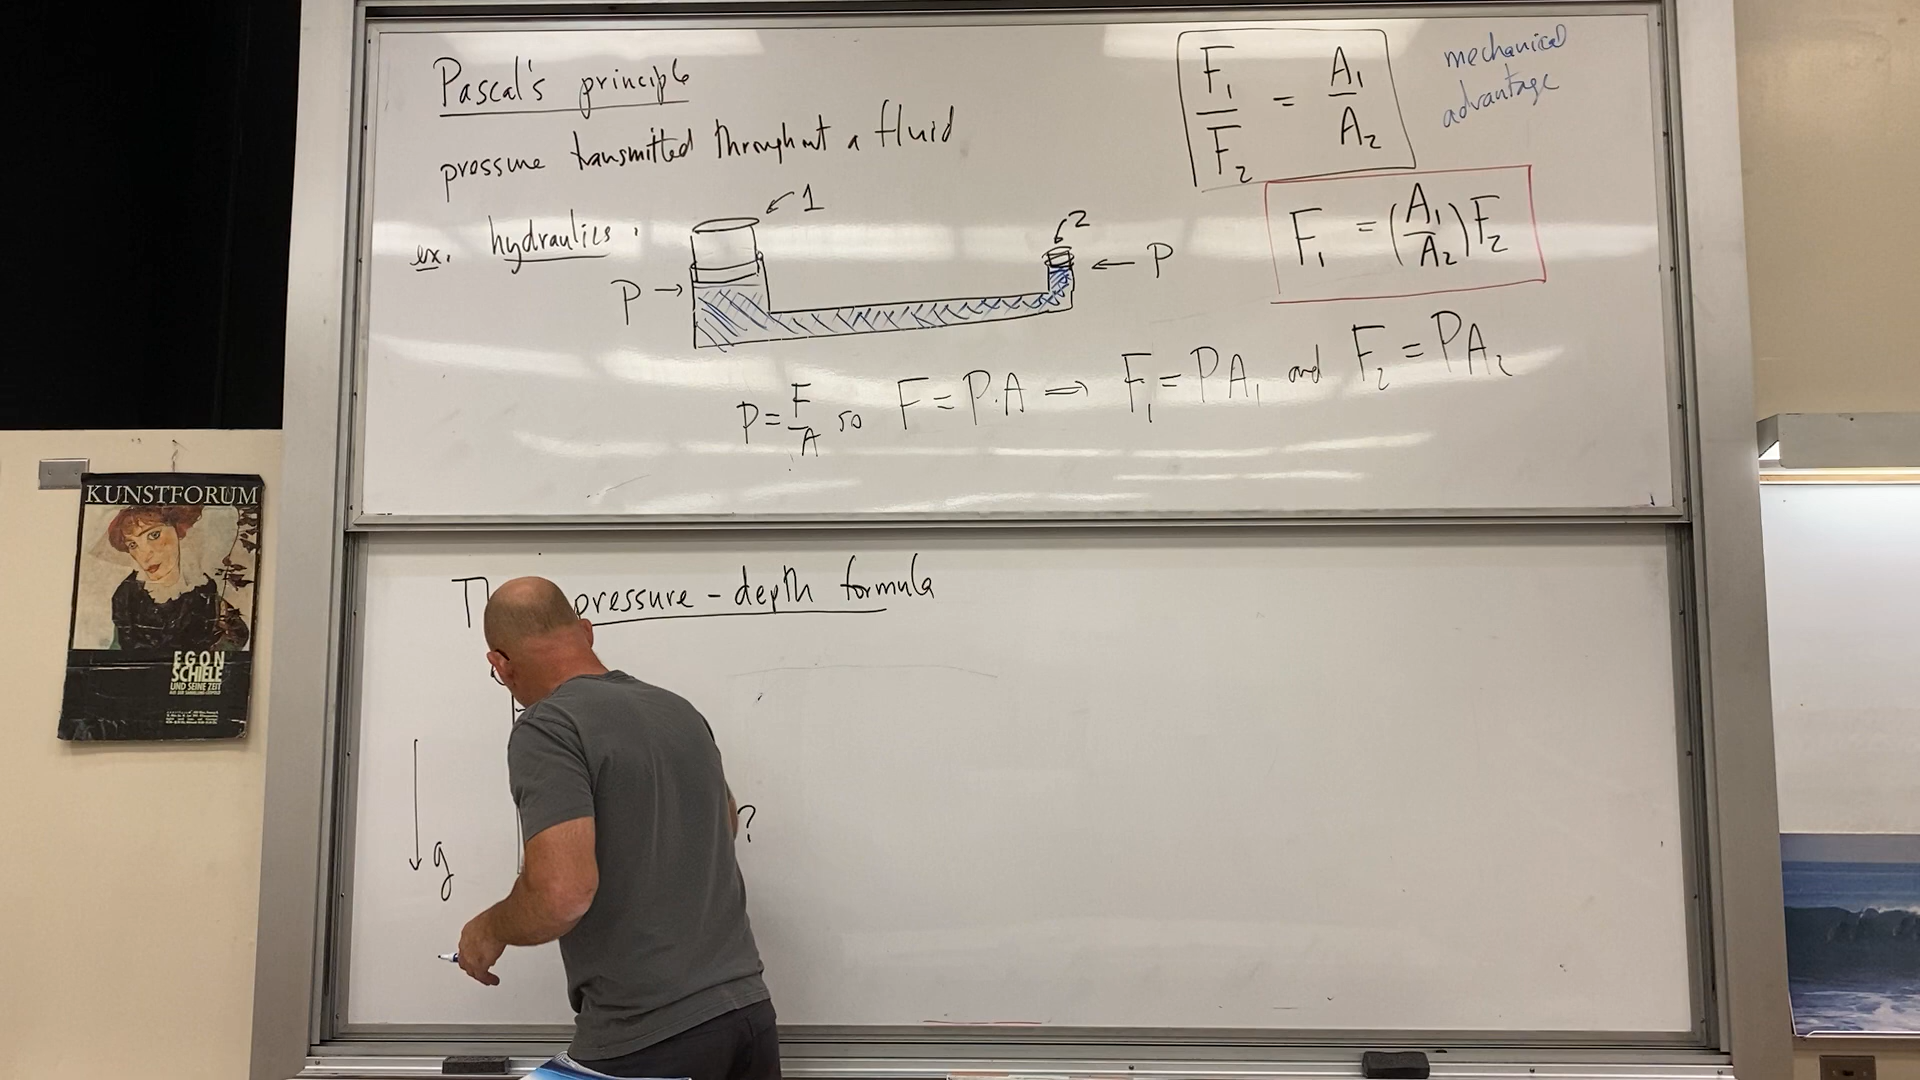 Pascal's principle
pressure transmitted throughout a fluid
ex. hydraulics.
1
2
P →
← P
P = F/A so F = P·A ⇒ F₁ = PA₁ and F₂ = PA₂
F₁/F₂ = A₁/A₂
mechanical
advantage
F₁ = (A₁/A₂)F₂
pressure - depth formula
g
?
KUNSTFORUM
EGON
SCHIELE
UND SEINE ZEIT